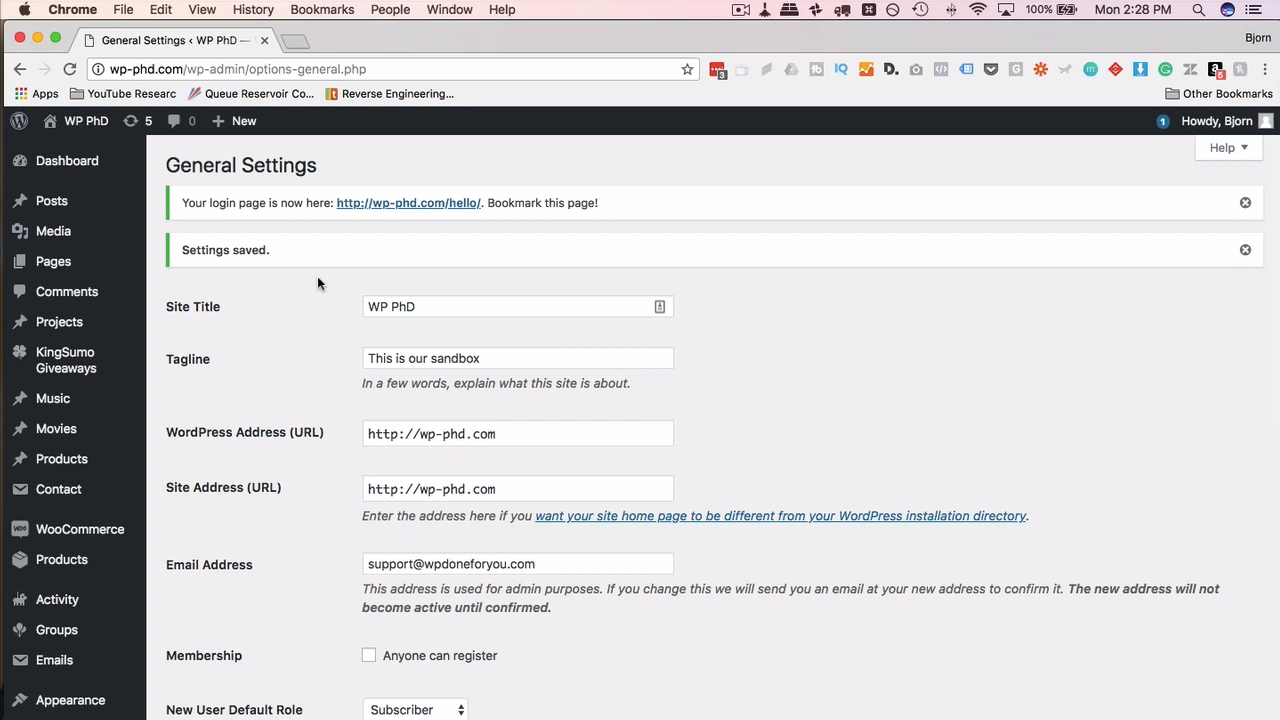 Chrome File Edit View History Bookmarks People Window Help 100% Mon 2:28 PM
General Settings ‹ WP PhD — Bjorn
wp-phd.com/wp-admin/options-general.php
Apps YouTube Researc Queue Reservoir Co... Reverse Engineering... Other Bookmarks
WP PhD 5 0 New 1 Howdy, Bjorn
Help
General Settings
Your login page is now here: http://wp-phd.com/hello/. Bookmark this page!
Settings saved.
Dashboard
Posts
Media
Pages
Comments
Projects
KingSumo
Giveaways
Music
Movies
Products
Contact
WooCommerce
Products
Activity
Groups
Emails
Appearance
Site Title WP PhD
Tagline This is our sandbox
In a few words, explain what this site is about.
WordPress Address (URL) http://wp-phd.com
Site Address (URL) http://wp-phd.com
Enter the address here if you want your site home page to be different from your WordPress installation directory.
Email Address support@wpdoneforyou.com
This address is used for admin purposes. If you change this we will send you an email at your new address to confirm it. The new address will not
become active until confirmed.
Membership Anyone can register
New User Default Role Subscriber